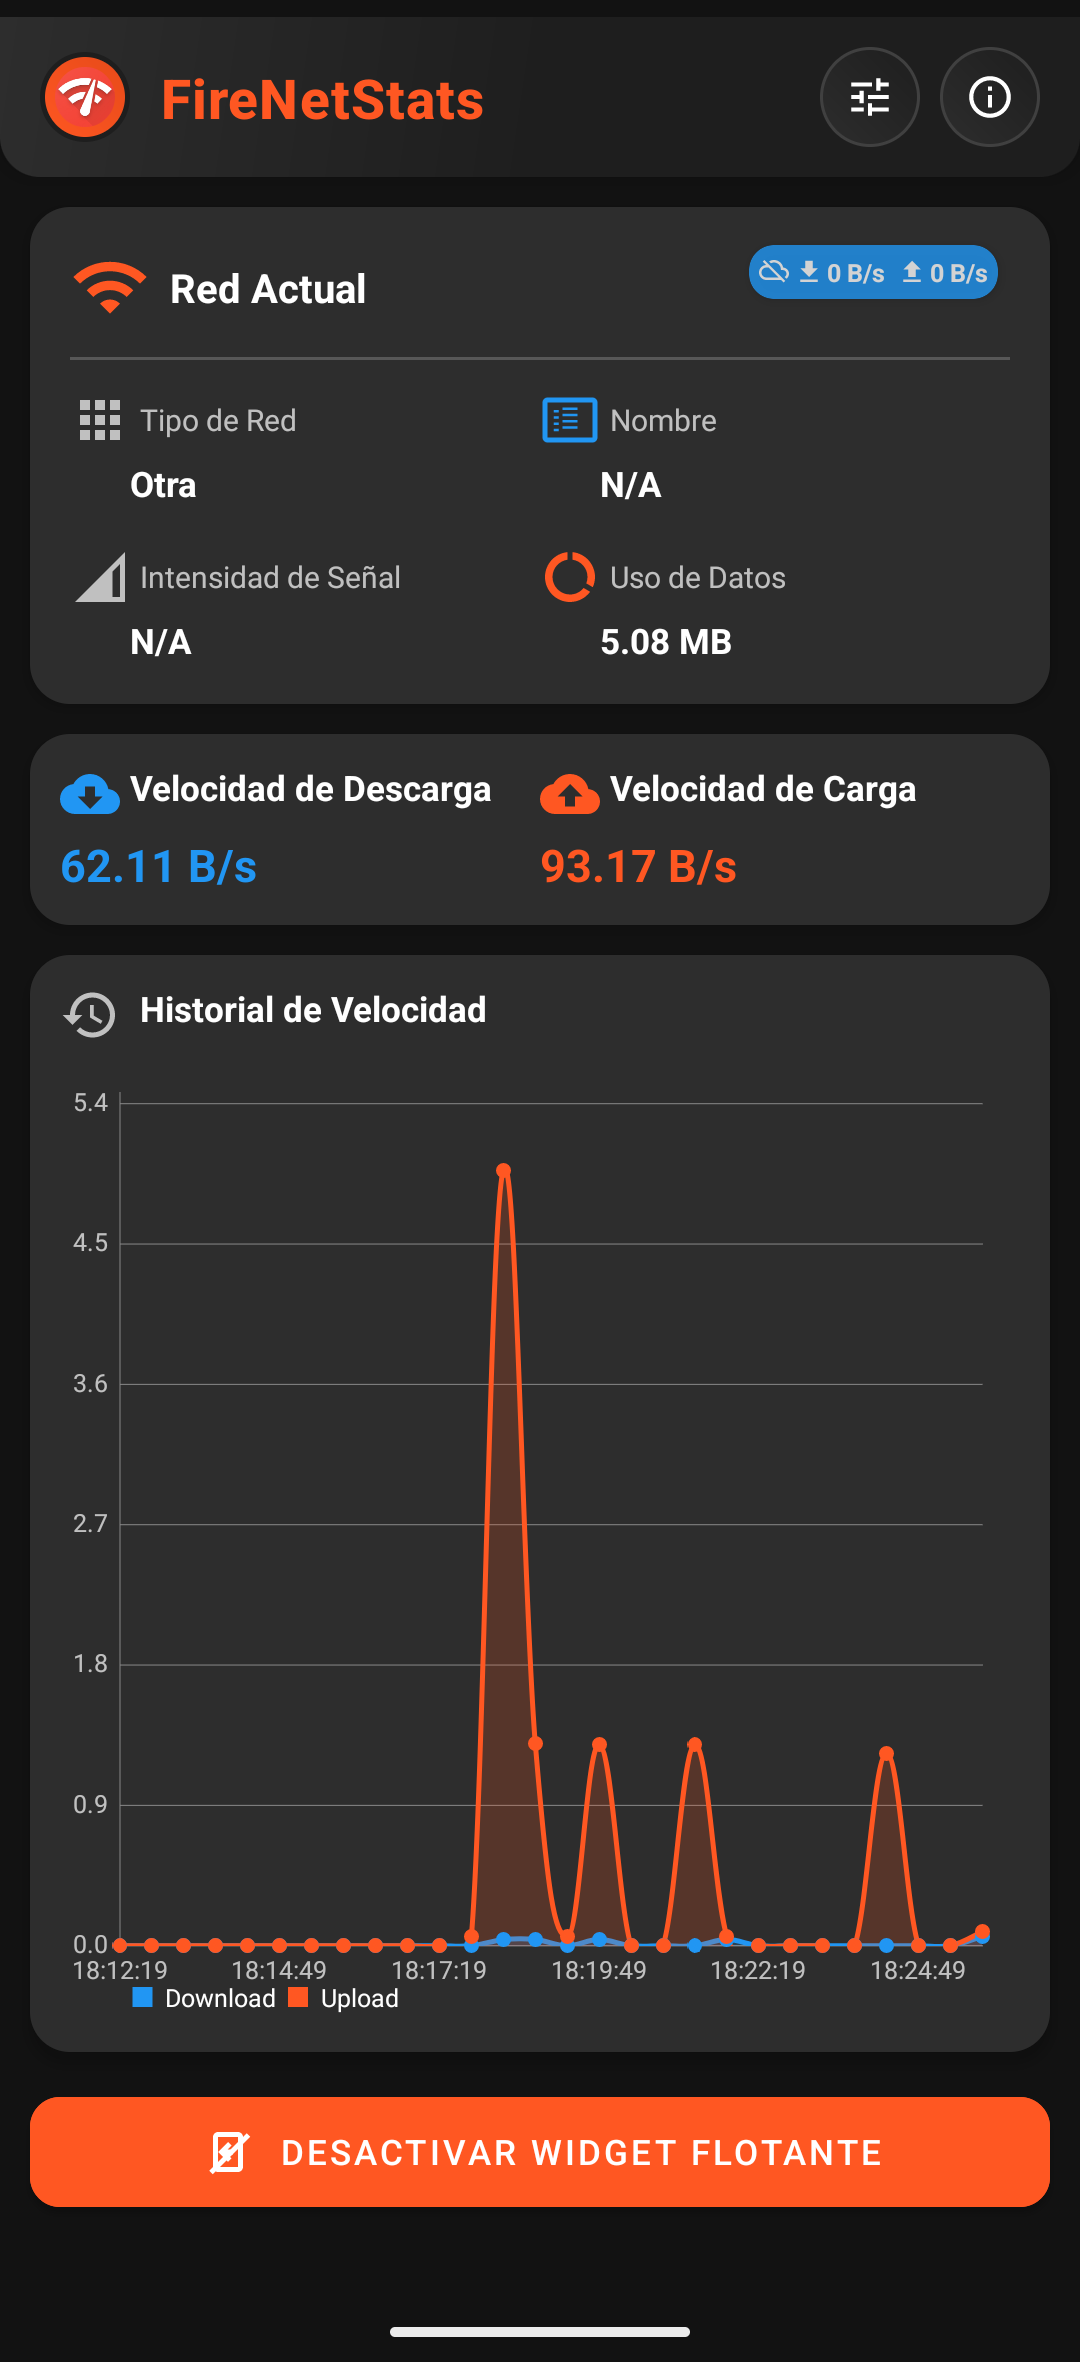 FireNetStats
Red Actual
0 B/s 0 B/s
Tipo de Red
Nombre
Otra
N/A
Intensidad de Señal
Uso de Datos
N/A
5.08 MB
Velocidad de Descarga
Velocidad de Carga
62.11 B/s
93.17 B/s
Historial de Velocidad
5.4
4.5
3.6
2.7
1.8
0.9
0.0
18:12:19 18:14:49 18:17:19 18:19:49 18:22:19 18:24:49
Download Upload
DESACTIVAR WIDGET FLOTANTE